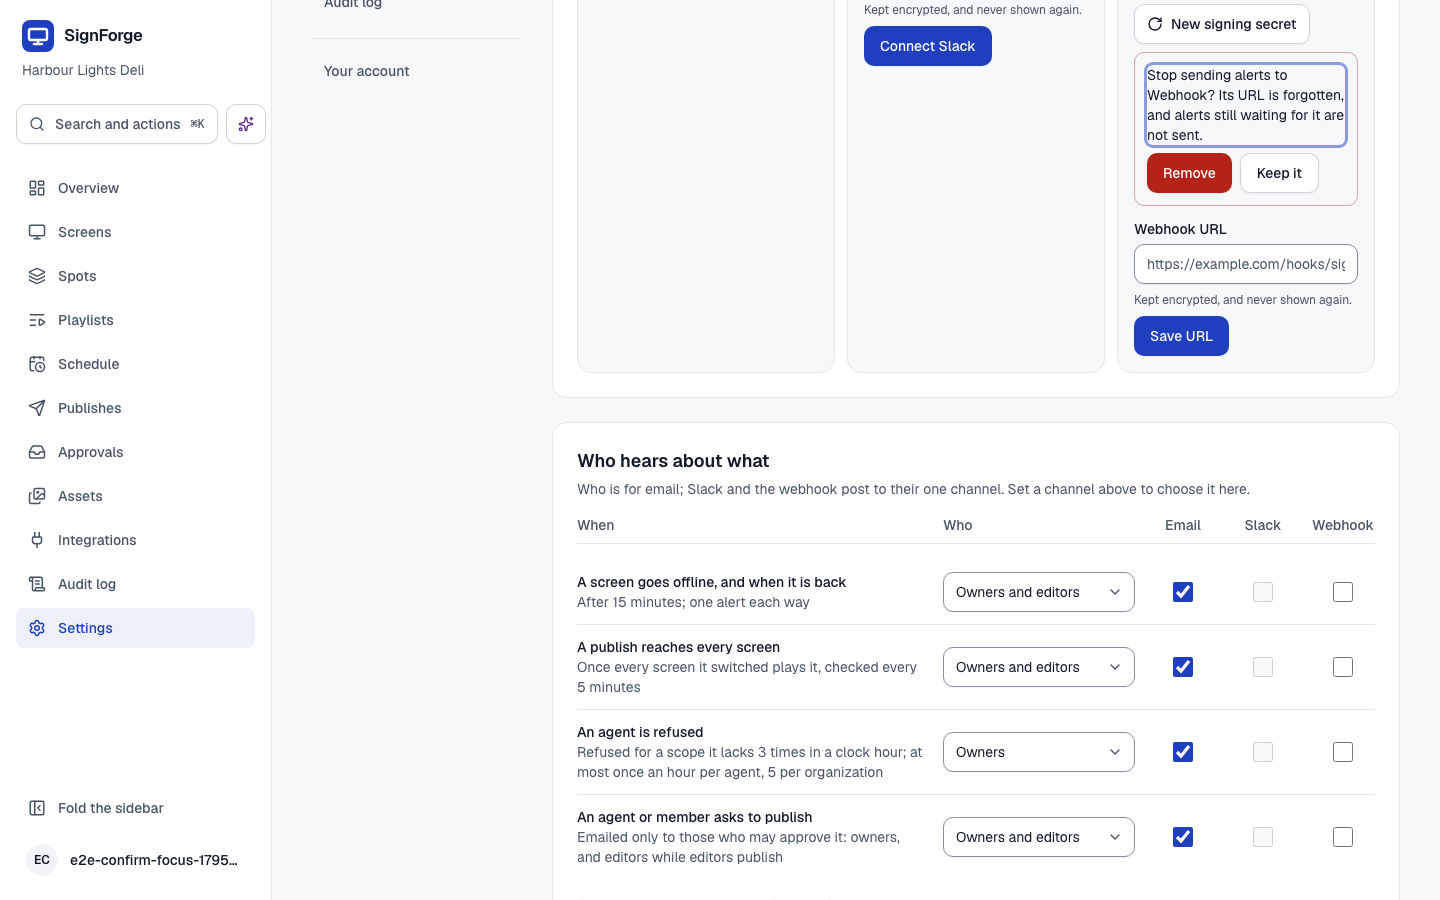 SignForge
Harbour Lights Deli
Search and actions ⌘K
Overview
Screens
Spots
Playlists
Schedule
Publishes
Approvals
Assets
Integrations
Audit log
Settings
Fold the sidebar
EC e2e-confirm-focus-1795…
Audit log
Your account
Kept encrypted, and never shown again.
Connect Slack
New signing secret
Stop sending alerts to
Webhook? Its URL is forgotten,
and alerts still waiting for it are
not sent.
Remove Keep it
Webhook URL
https://example.com/hooks/sig
Kept encrypted, and never shown again.
Save URL
Who hears about what
Who is for email; Slack and the webhook post to their one channel. Set a channel above to choose it here.
When Who Email Slack Webhook
A screen goes offline, and when it is back
After 15 minutes; one alert each way
Owners and editors
A publish reaches every screen
Once every screen it switched plays it, checked every
5 minutes
Owners and editors
An agent is refused
Refused for a scope it lacks 3 times in a clock hour; at
most once an hour per agent, 5 per organization
Owners
An agent or member asks to publish
Emailed only to those who may approve it: owners,
and editors while editors publish
Owners and editors